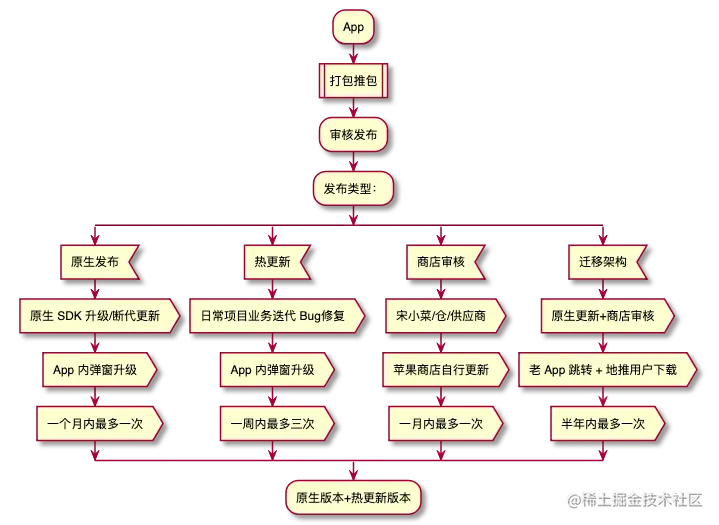 App
打包推包
审核发布
发布类型：
原生发布
热更新
商店审核
迁移架构
原生 SDK 升级/断代更新
日常项目业务迭代 Bug修复
宋小菜/仓/供应商
原生更新+商店审核
App 内弹窗升级
App 内弹窗升级
苹果商店自行更新
老 App 跳转 + 地推用户下载
一个月内最多一次
一周内最多三次
一月内最多一次
半年内最多一次
原生版本+热更新版本
@稀土掘金技术社区